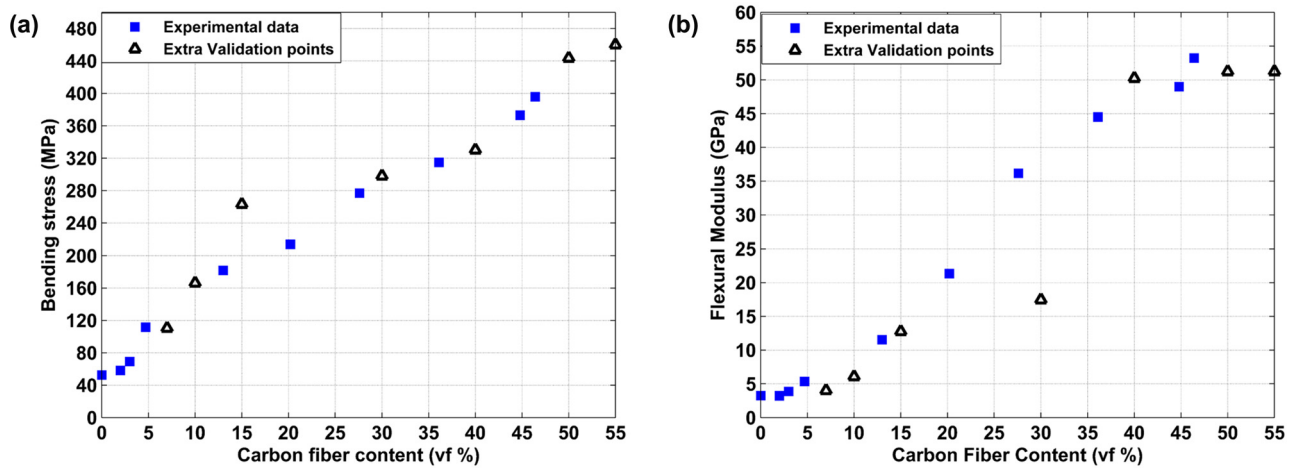 (a)
Experimental data
Extra Validation points
480
440
400
360
320
280
240
200
160
120
80
40
0
Bending stress (MPa)
0 5 10 15 20 25 30 35 40 45 50 55
Carbon fiber content (vf %)
(b)
Experimental data
Extra Validation points
60
55
50
45
40
35
30
25
20
15
10
5
0
Flexural Modulus (GPa)
0 5 10 15 20 25 30 35 40 45 50 55
Carbon Fiber Content (vf %)